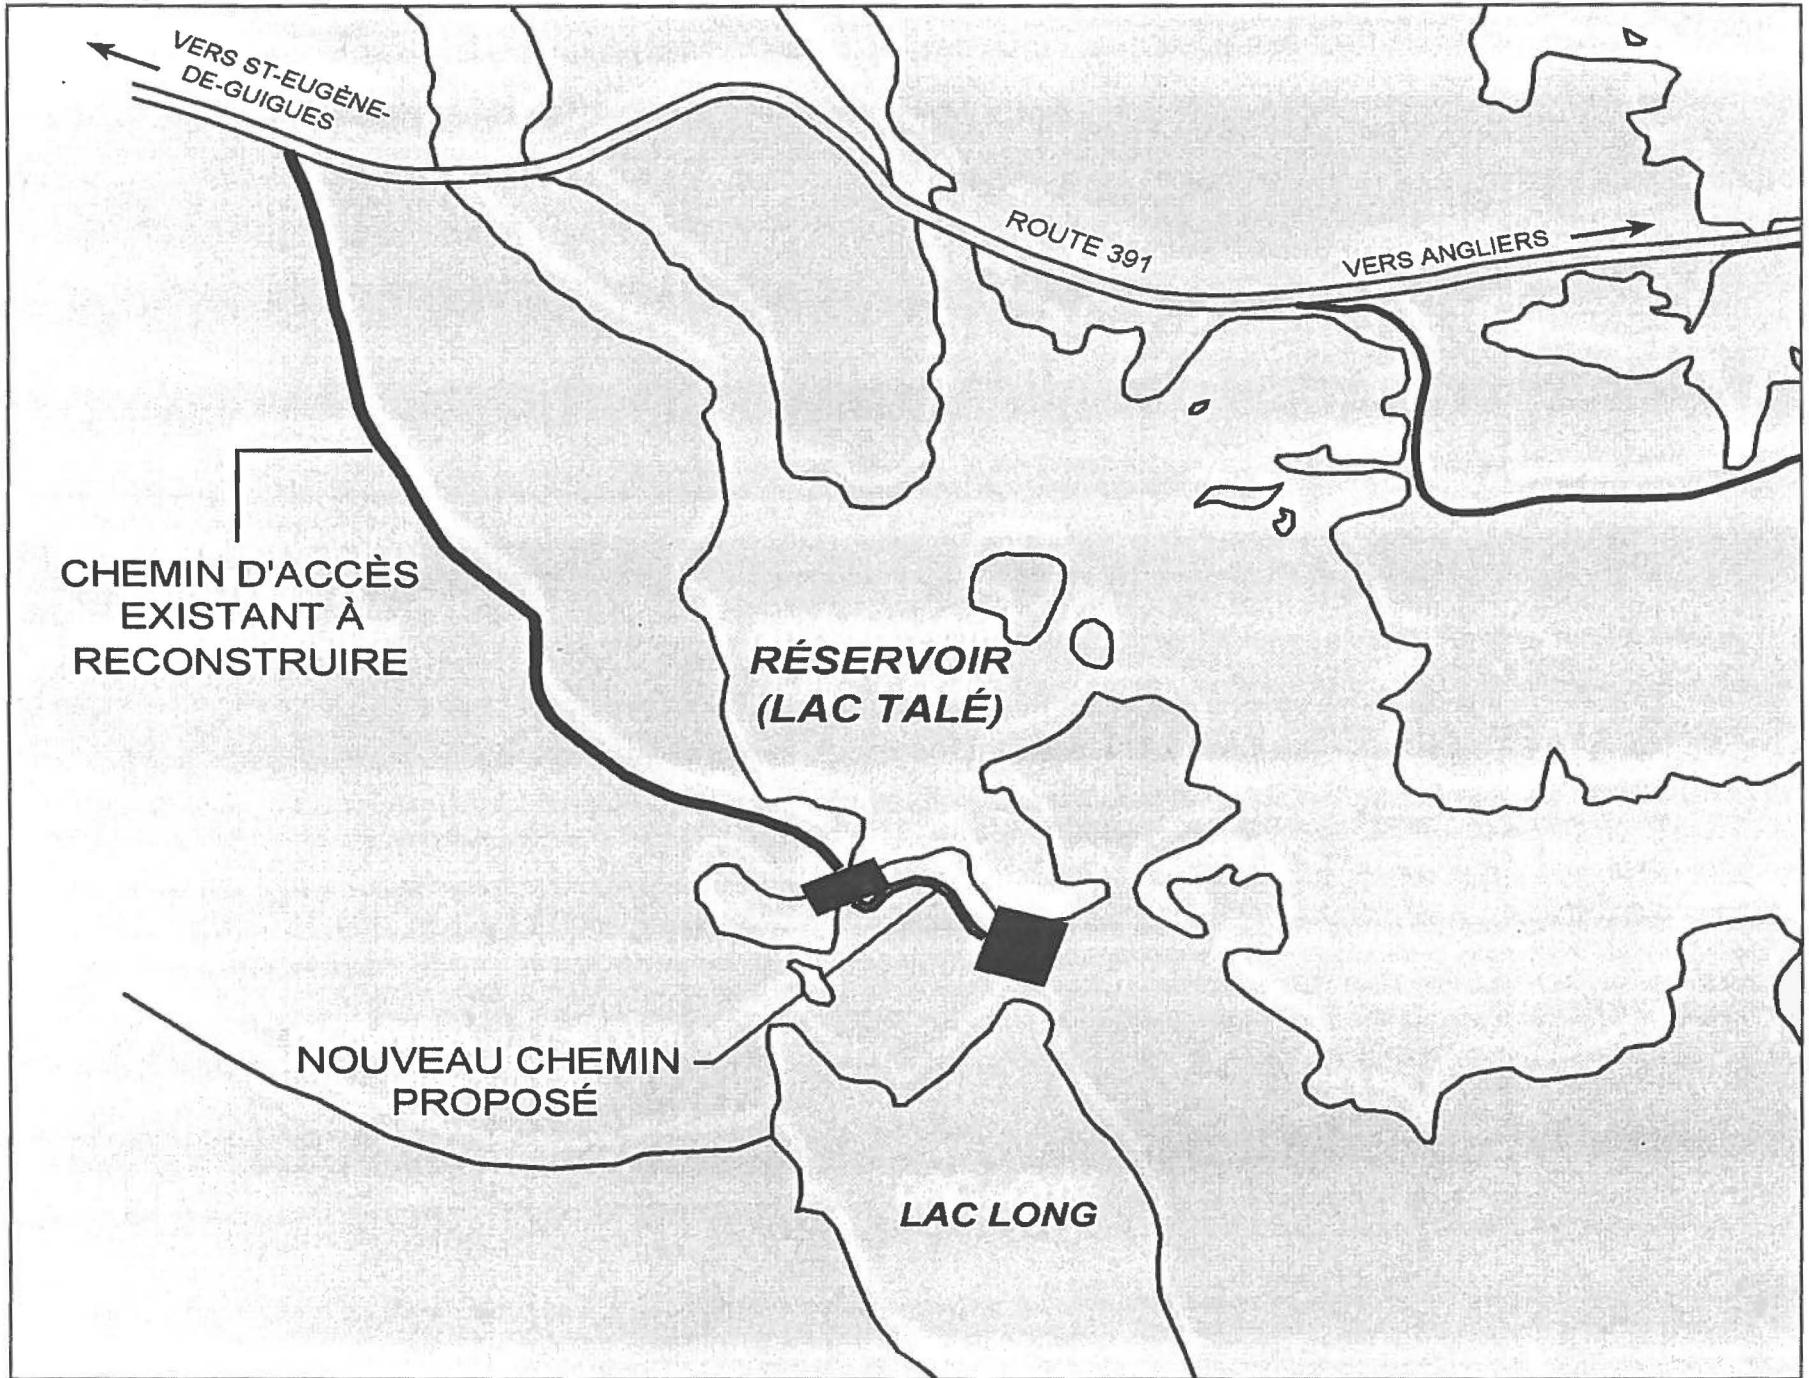 VERS ST-EUGÈNE-
DE-GUIGUES
ROUTE 391
VERS ANGLIERS
CHEMIN D'ACCÈS
EXISTANT À
RECONSTRUIRE
RÉSERVOIR
(LAC TALÉ)
NOUVEAU CHEMIN
PROPOSÉ
LAC LONG